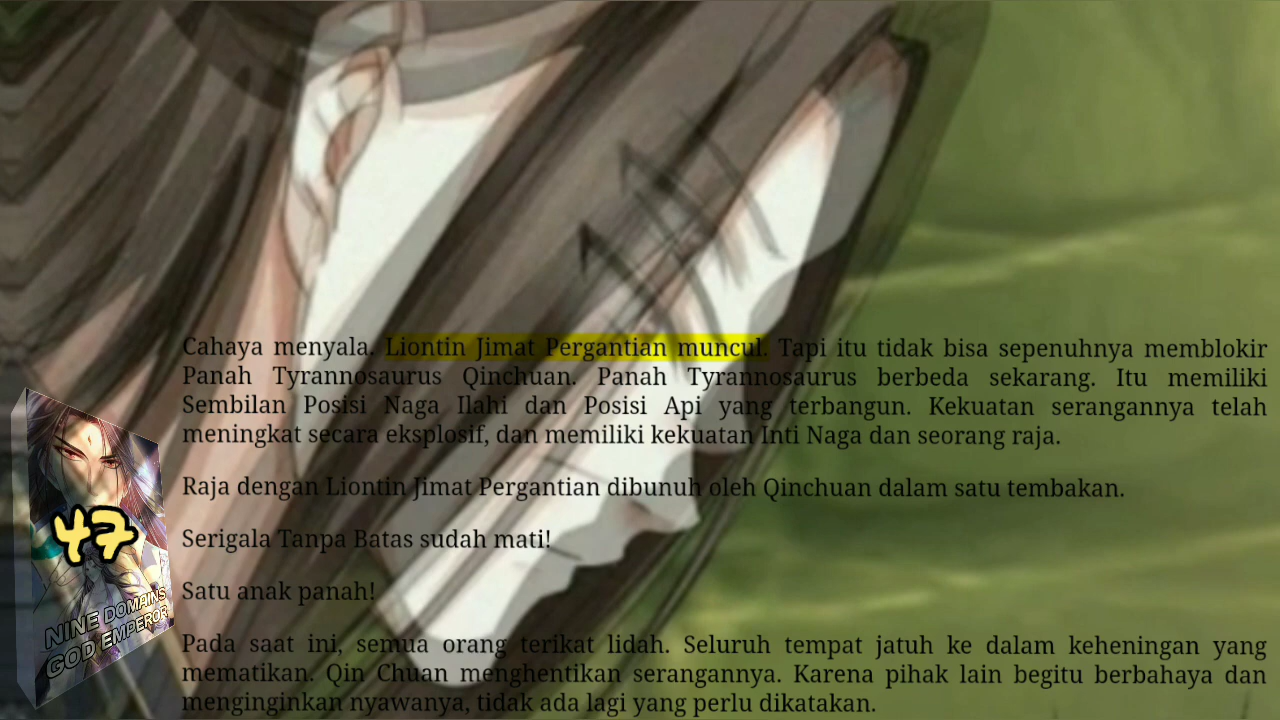 Cahaya menyala. Liontin Jimat Pergantian muncul. Tapi itu tidak bisa sepenuhnya memblokir
Panah Tyrannosaurus Qinchuan. Panah Tyrannosaurus berbeda sekarang. Itu memiliki
Sembilan Posisi Naga Ilahi dan Posisi Api yang terbangun. Kekuatan serangannya telah
meningkat secara eksplosif, dan memiliki kekuatan Inti Naga dan seorang raja.
Raja dengan Liontin Jimat Pergantian dibunuh oleh Qinchuan dalam satu tembakan.
Serigala Tanpa Batas sudah mati!
Satu anak panah!
Pada saat ini, semua orang terikat lidah. Seluruh tempat jatuh ke dalam keheningan yang
mematikan. Qin Chuan menghentikan serangannya. Karena pihak lain begitu berbahaya dan
menginginkan nyawanya, tidak ada lagi yang perlu dikatakan.
47
NINE DOMAINS
GOD EMPEROR